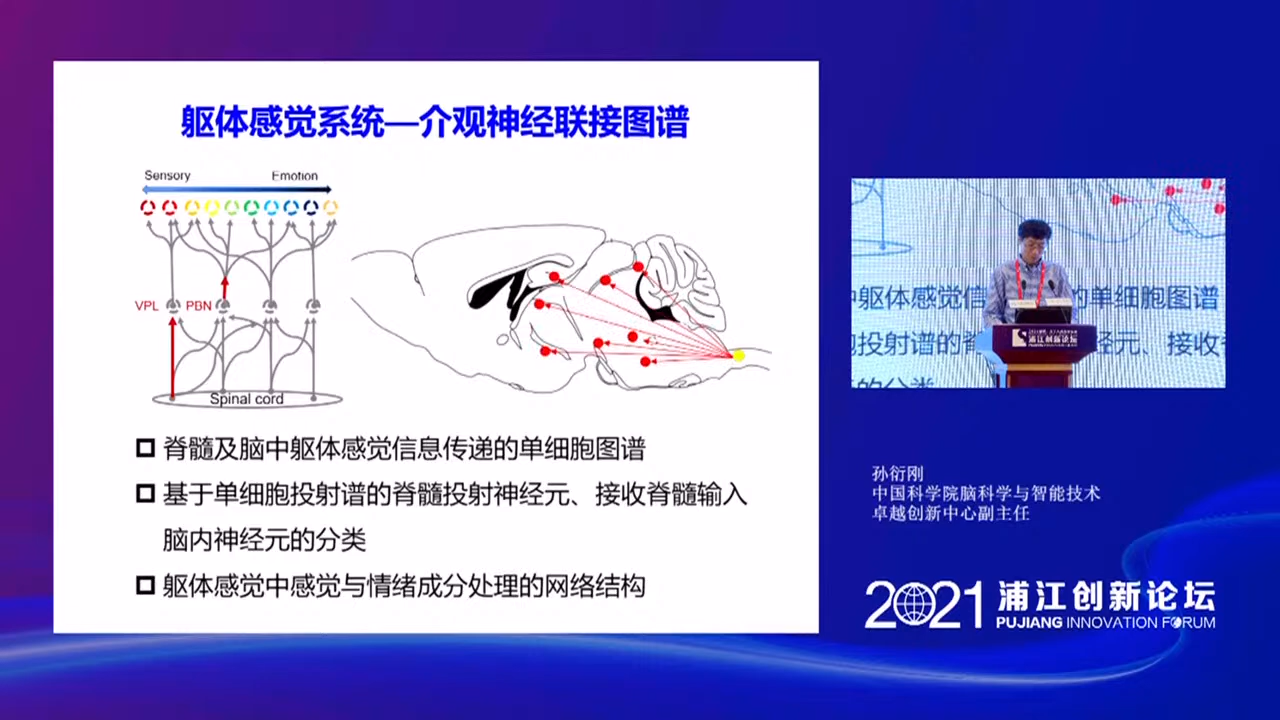 躯体感觉系统—介观神经联接图谱
Sensory Emotion
VPL PBN
Spinal cord
脊髓及脑中躯体感觉信息传递的单细胞图谱
基于单细胞投射谱的脊髓投射神经元、接收脊髓输入
脑内神经元的分类
躯体感觉中感觉与情绪成分处理的网络结构
中躯体感觉信 的单细胞图谱
投射谱的脊 经元、接收
的分类
浦江创新论坛
孙衍刚
中国科学院脑科学与智能技术
卓越创新中心副主任
2021 浦江创新论坛
PUJIANG INNOVATION FORUM